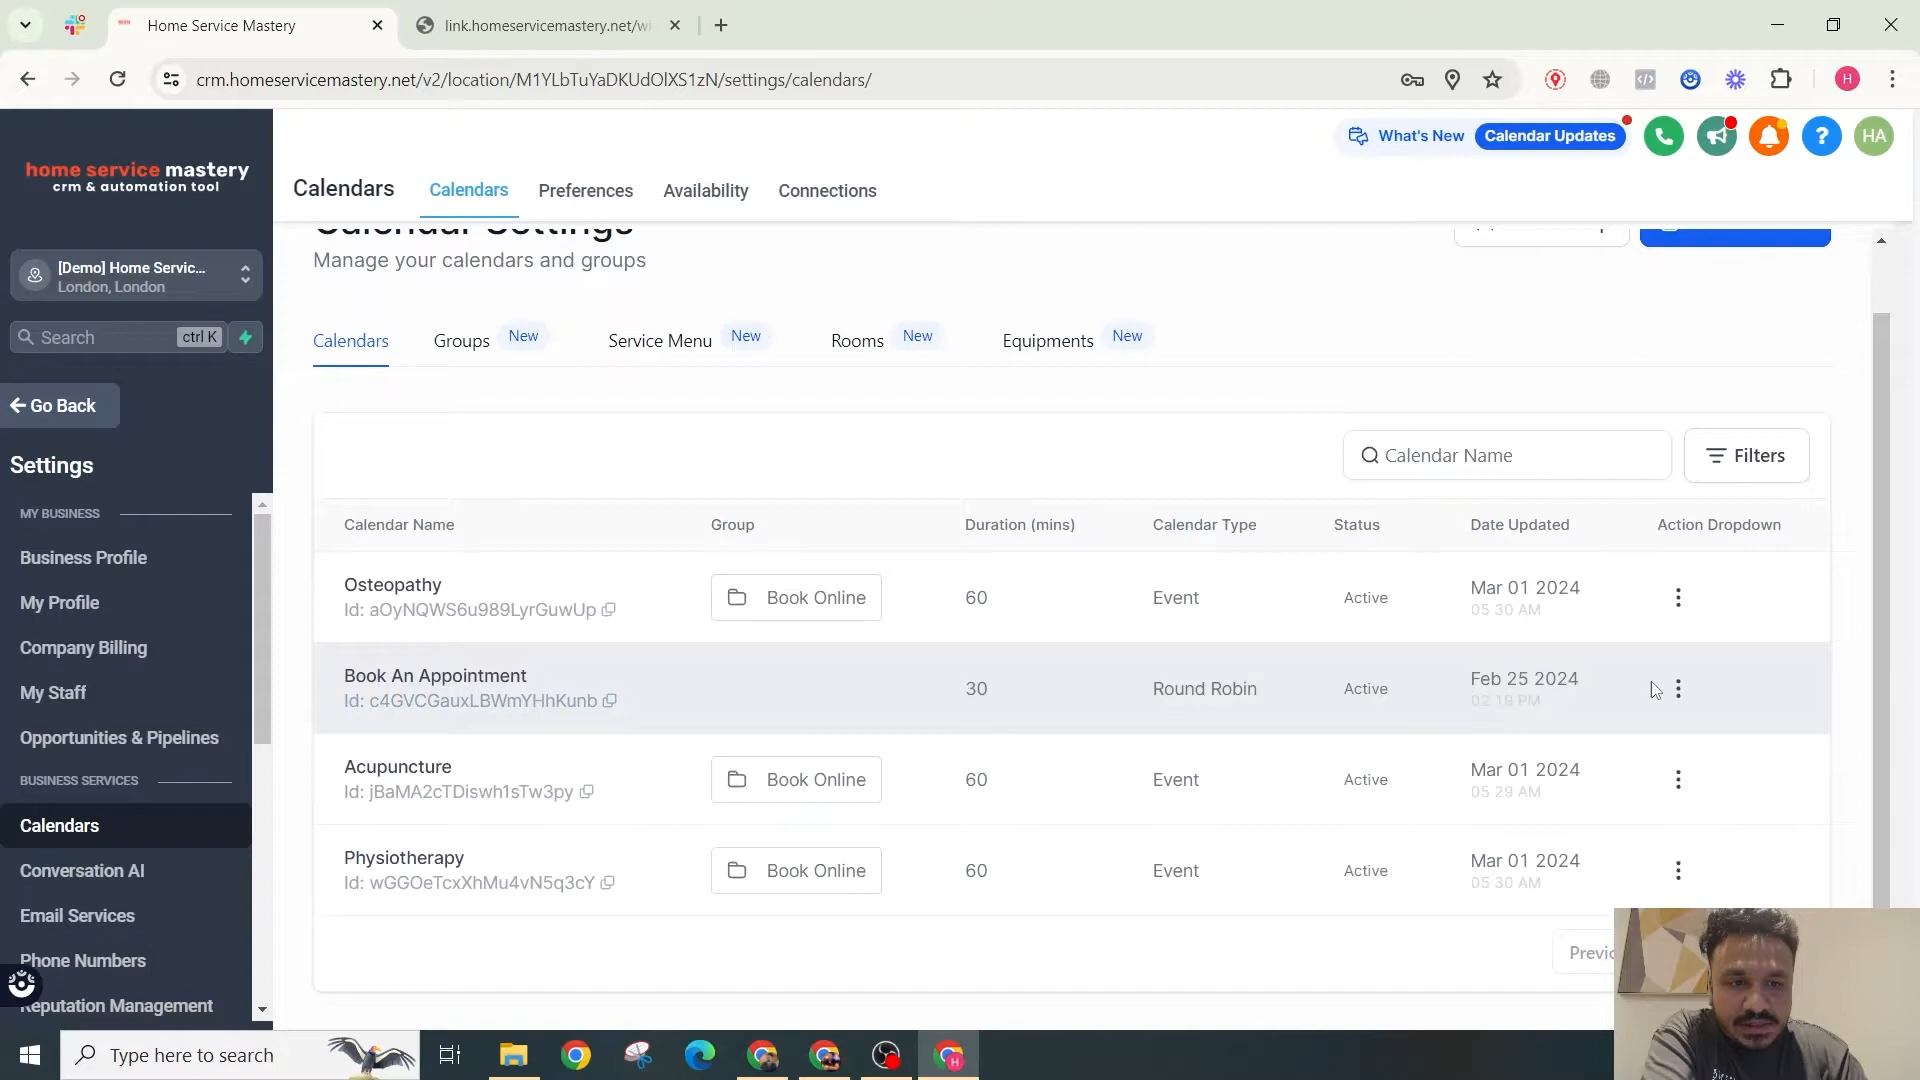 Home Service Mastery
link.homeservicemastery.net/wi
crm.homeservicemastery.net/v2/location/M1YLbTuYaDKUdOlXS1zN/settings/calendars/
H
home service mastery
crm & automation tool
[Demo] Home Servic...
London, London
Search ctrl K
Go Back
Settings
MY BUSINESS
Business Profile
My Profile
Company Billing
My Staff
Opportunities & Pipelines
BUSINESS SERVICES
Calendars
Conversation AI
Email Services
Phone Numbers
Reputation Management
What's New Calendar Updates
?
HA
Calendars Calendars Preferences Availability Connections
Calendar Settings
Manage your calendars and groups
Calendars Groups New Service Menu New Rooms New Equipments New
Calendar Name
Filters
Calendar Name Group Duration (mins) Calendar Type Status Date Updated Action Dropdown
Osteopathy
Id: aOyNQWS6u989LyrGuwUp
Book Online 60 Event Active Mar 01 2024
05 30 AM
Book An Appointment
Id: c4GVCGauxLBWmYHhKunb
30 Round Robin Active Feb 25 2024
02 19 PM
Acupuncture
Id: jBaMA2cTDiswh1sTw3py
Book Online 60 Event Active Mar 01 2024
05 29 AM
Physiotherapy
Id: wGGOeTcxXhMu4vN5q3cY
Book Online 60 Event Active Mar 01 2024
05 30 AM
Previo
Type here to search